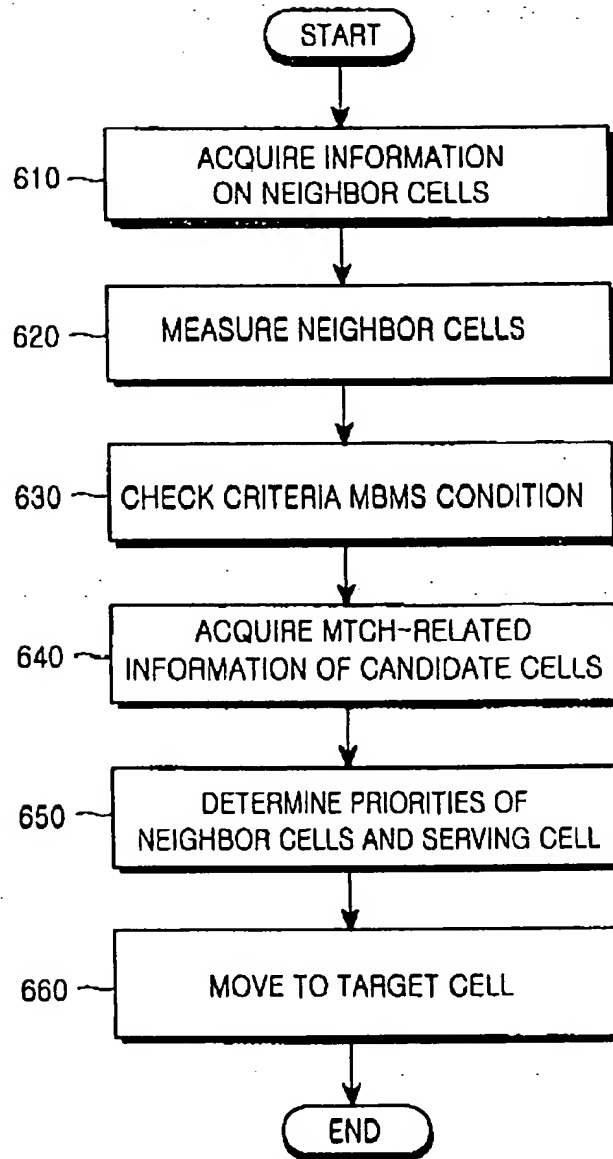 START
610
ACQUIRE INFORMATION
ON NEIGHBOR CELLS
620
MEASURE NEIGHBOR CELLS
630
CHECK CRITERIA MBMS CONDITION
640
ACQUIRE MTCH-RELATED
INFORMATION OF CANDIDATE CELLS
650
DETERMINE PRIORITIES OF
NEIGHBOR CELLS AND SERVING CELL
660
MOVE TO TARGET CELL
END